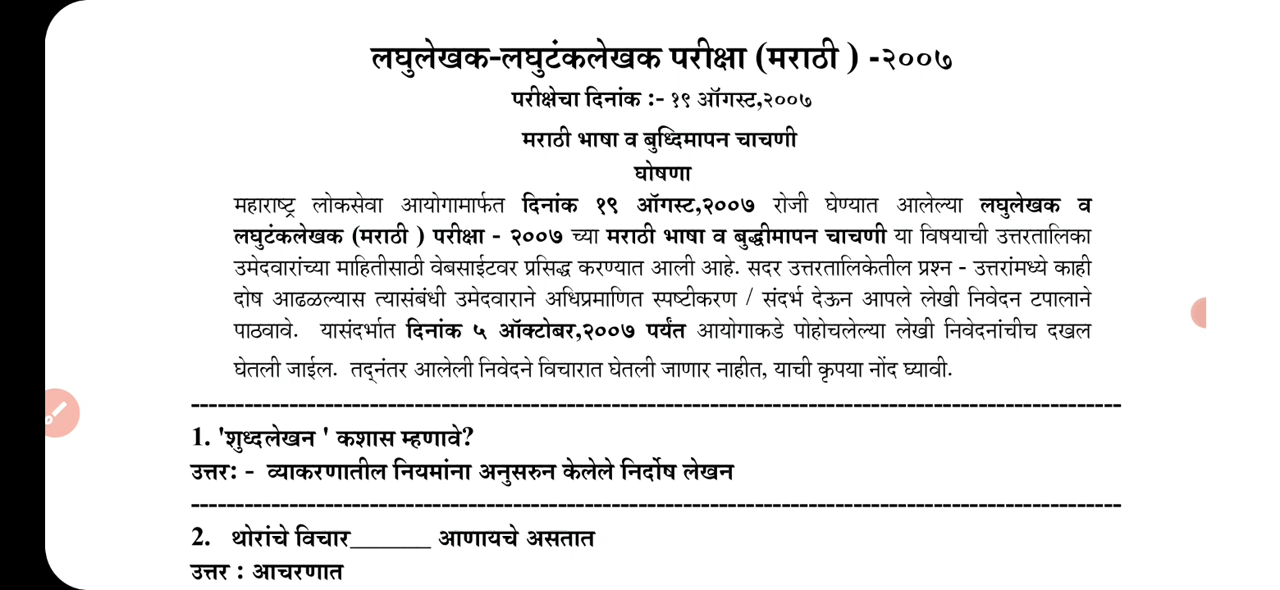 लघुलेखक-लघुटंकलेखक परीक्षा (मराठी ) -२००७
परीक्षेचा दिनांक :- १९ ऑगस्ट,२००७
मराठी भाषा व बुध्दिमापन चाचणी
घोषणा
महाराष्ट्र लोकसेवा आयोगामार्फत दिनांक १९ ऑगस्ट,२००७ रोजी घेण्यात आलेल्या लघुलेखक व
लघुटंकलेखक (मराठी ) परीक्षा - २००७ च्या मराठी भाषा व बुद्धीमापन चाचणी या विषयाची उत्तरतालिका
उमेदवारांच्या माहितीसाठी वेबसाईटवर प्रसिद्ध करण्यात आली आहे. सदर उत्तरतालिकेतील प्रश्न - उत्तरांमध्ये काही
दोष आढळल्यास त्यासंबंधी उमेदवाराने अधिप्रमाणित स्पष्टीकरण / संदर्भ देऊन आपले लेखी निवेदन टपालाने
पाठवावे. यासंदर्भात दिनांक ५ ऑक्टोबर,२००७ पर्यंत आयोगाकडे पोहोचलेल्या लेखी निवेदनांचीच दखल
घेतली जाईल. तद्नंतर आलेली निवेदने विचारात घेतली जाणार नाहीत, याची कृपया नोंद घ्यावी.
1. 'शुध्दलेखन ' कशास म्हणावे?
उत्तर: - व्याकरणातील नियमांना अनुसरुन केलेले निर्दोष लेखन
2. थोरांचे विचार______ आणायचे असतात
उत्तर : आचरणात